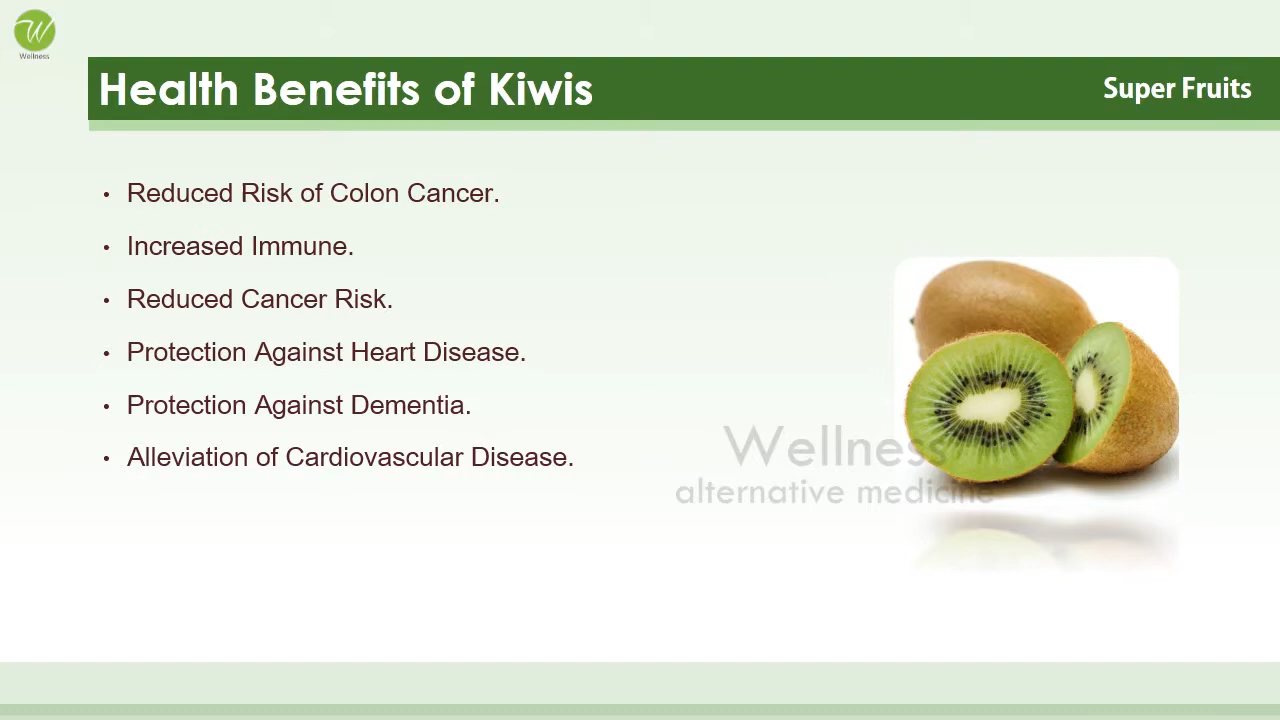 W
Wellness
Health Benefits of Kiwis
Super Fruits
• Reduced Risk of Colon Cancer.
• Increased Immune.
• Reduced Cancer Risk.
• Protection Against Heart Disease.
• Protection Against Dementia.
• Alleviation of Cardiovascular Disease.
Wellness
alternative medicine